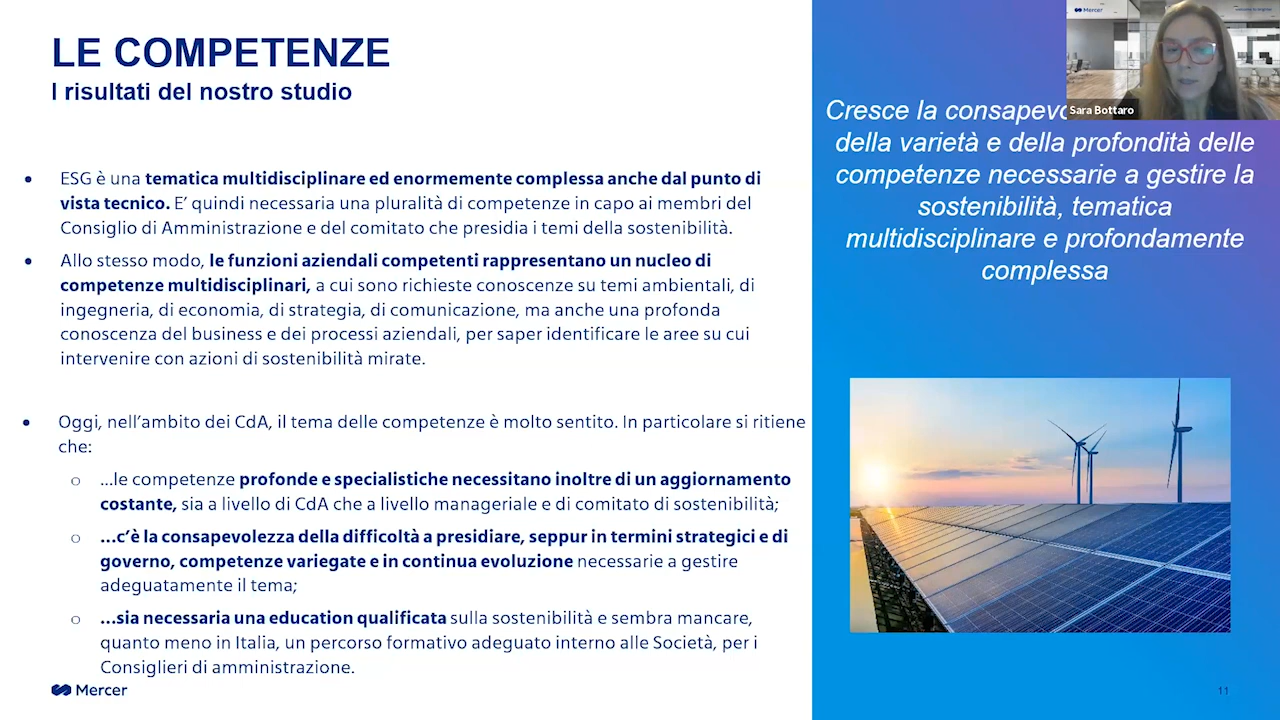 LE COMPETENZE
I risultati del nostro studio
• ESG è una tematica multidisciplinare ed enormemente complessa anche dal punto di
vista tecnico. E’ quindi necessaria una pluralità di competenze in capo ai membri del
Consiglio di Amministrazione e del comitato che presidia i temi della sostenibilità.
• Allo stesso modo, le funzioni aziendali competenti rappresentano un nucleo di
competenze multidisciplinari, a cui sono richieste conoscenze su temi ambientali, di
ingegneria, di economia, di strategia, di comunicazione, ma anche una profonda
conoscenza del business e dei processi aziendali, per saper identificare le aree su cui
intervenire con azioni di sostenibilità mirate.
• Oggi, nell’ambito dei CdA, il tema delle competenze è molto sentito. In particolare si ritiene
che:
o ...le competenze profonde e specialistiche necessitano inoltre di un aggiornamento
costante, sia a livello di CdA che a livello manageriale e di comitato di sostenibilità;
o ...c’è la consapevolezza della difficoltà a presidiare, seppur in termini strategici e di
governo, competenze variegate e in continua evoluzione necessarie a gestire
adeguatamente il tema;
o ...sia necessaria una education qualificata sulla sostenibilità e sembra mancare,
quanto meno in Italia, un percorso formativo adeguato interno alle Società, per i
Consiglieri di amministrazione.
Mercer
Mercer
Sara Bottaro
Cresce la
della varietà e della profondità delle
competenze necessarie a gestire la
sostenibilità, tematica
multidisciplinare e profondamente
complessa
11